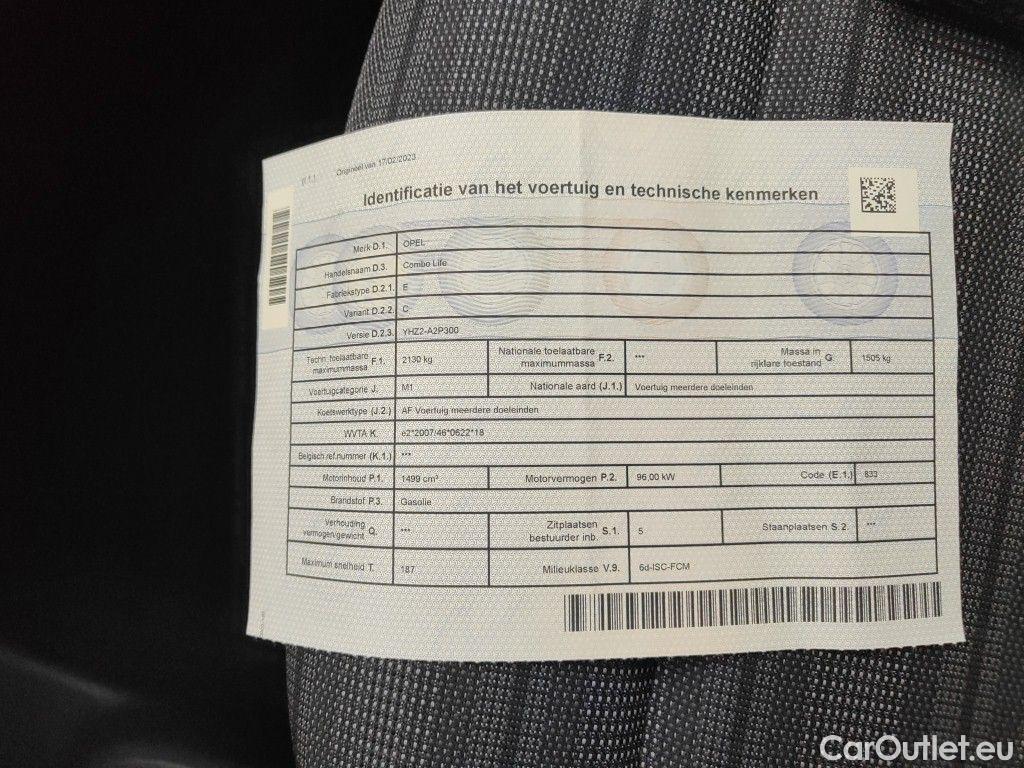 Origineel van 17/02/2023
Identificatie van het voertuig en technische kenmerken
Merk D.1. OPEL
Handelsnaam D.3. Combo Life
Fabriekstype D.2.1. E
Variant D.2.2. C
Versie D.2.3. YHZ2-A2P300
Techn. toelaatbare maximummassa F.1. 2130 kg Nationale toelaatbare maximummassa F.2. *** Massa in rijklare toestand G. 1505 kg
Voertuigcategorie J. M1 Nationale aard (J.1.) Voertuig meerdere doeleinden
Koetswerktype (J.2.) AF Voertuig meerdere doeleinden
WVTA K. e2*2007/46*0622*18
Belgisch ref.nummer (K.1.) ***
Motorinhoud P.1. 1499 cm³ Motorvermogen P.2. 96,00 kW Code (E.1.) 833
Brandstof P.3. Gasolie
Verhouding vermogen/gewicht Q. *** Zitplaatsen bestuurder inb. S.1. 5 Staanplaatsen S.2. ***
Maximum snelheid T. 187 Milieuklasse V.9. 6d-ISC-FCM
CarOutlet.eu